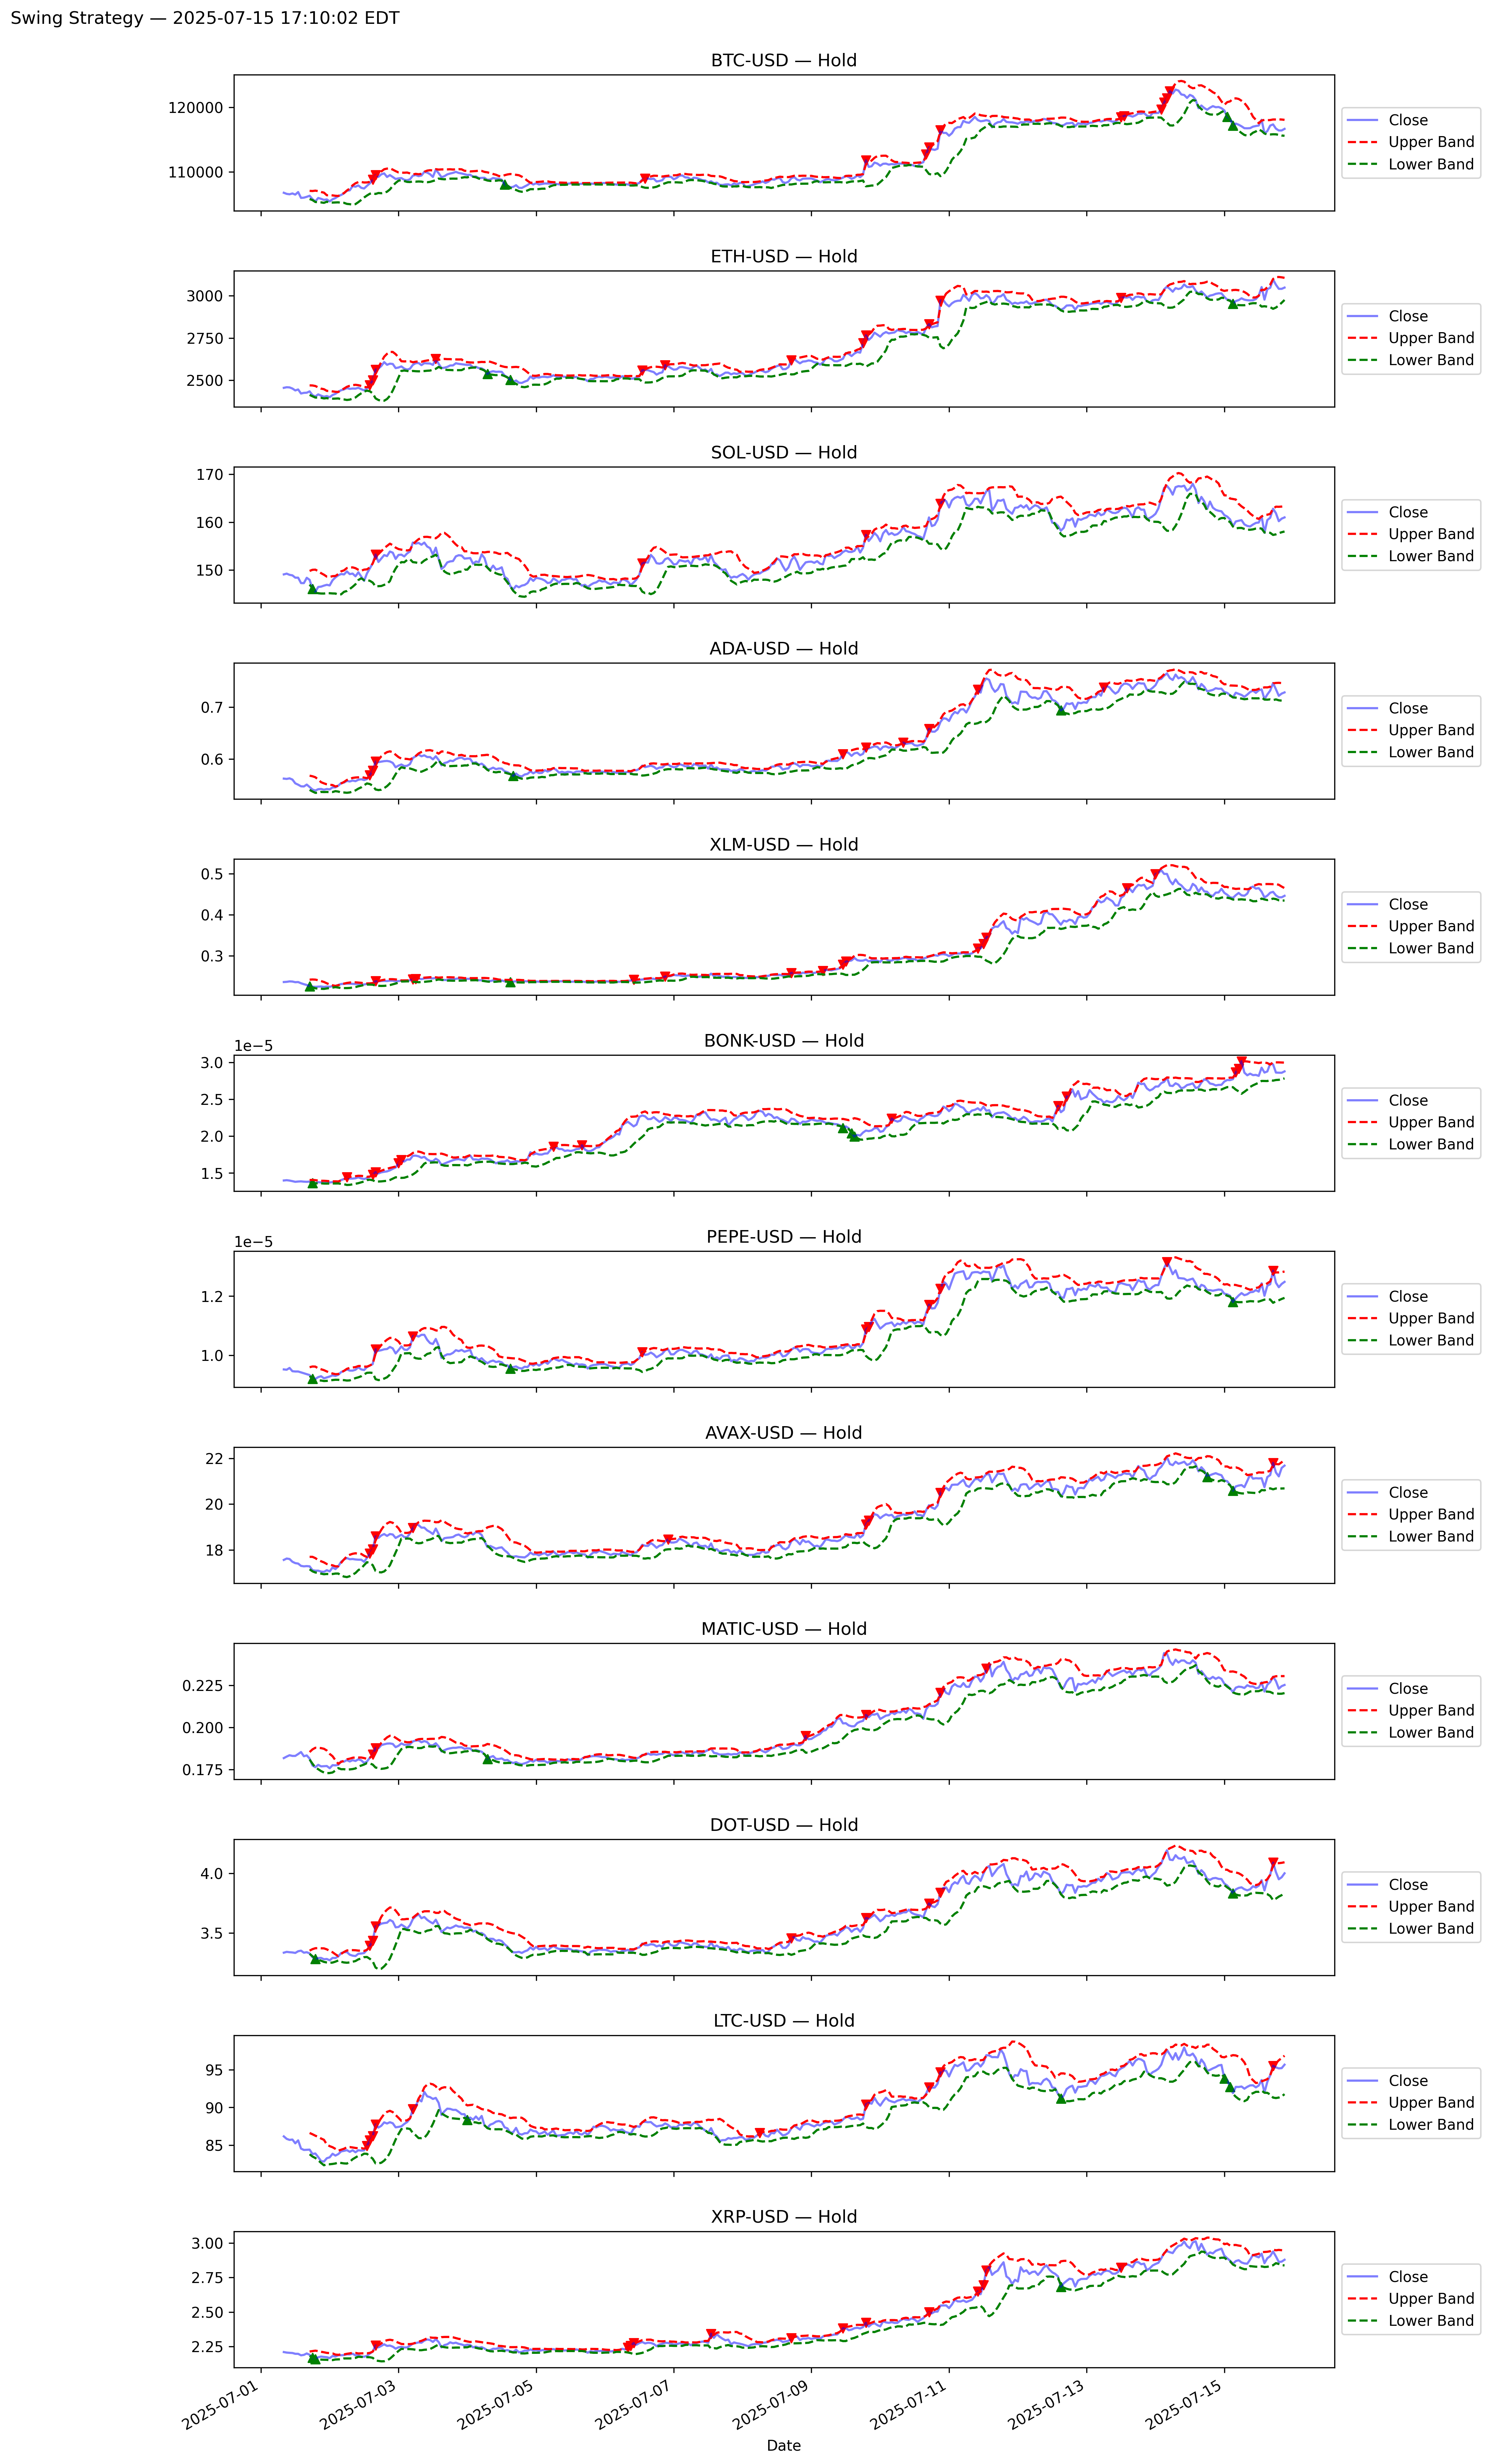 Swing Strategy — 2025-07-15 17:10:02 EDT
BTC-USD — Hold
120000
110000
Close
Upper Band
Lower Band
ETH-USD — Hold
3000
2750
2500
Close
Upper Band
Lower Band
SOL-USD — Hold
170
160
150
Close
Upper Band
Lower Band
ADA-USD — Hold
0.7
0.6
Close
Upper Band
Lower Band
XLM-USD — Hold
0.5
0.4
0.3
Close
Upper Band
Lower Band
BONK-USD — Hold
1e−5
3.0
2.5
2.0
1.5
Close
Upper Band
Lower Band
PEPE-USD — Hold
1e−5
1.2
1.0
Close
Upper Band
Lower Band
AVAX-USD — Hold
22
20
18
Close
Upper Band
Lower Band
MATIC-USD — Hold
0.225
0.200
0.175
Close
Upper Band
Lower Band
DOT-USD — Hold
4.0
3.5
Close
Upper Band
Lower Band
LTC-USD — Hold
95
90
85
Close
Upper Band
Lower Band
XRP-USD — Hold
3.00
2.75
2.50
2.25
Close
Upper Band
Lower Band
2025-07-01
2025-07-03
2025-07-05
2025-07-07
2025-07-09
2025-07-11
2025-07-13
2025-07-15
Date